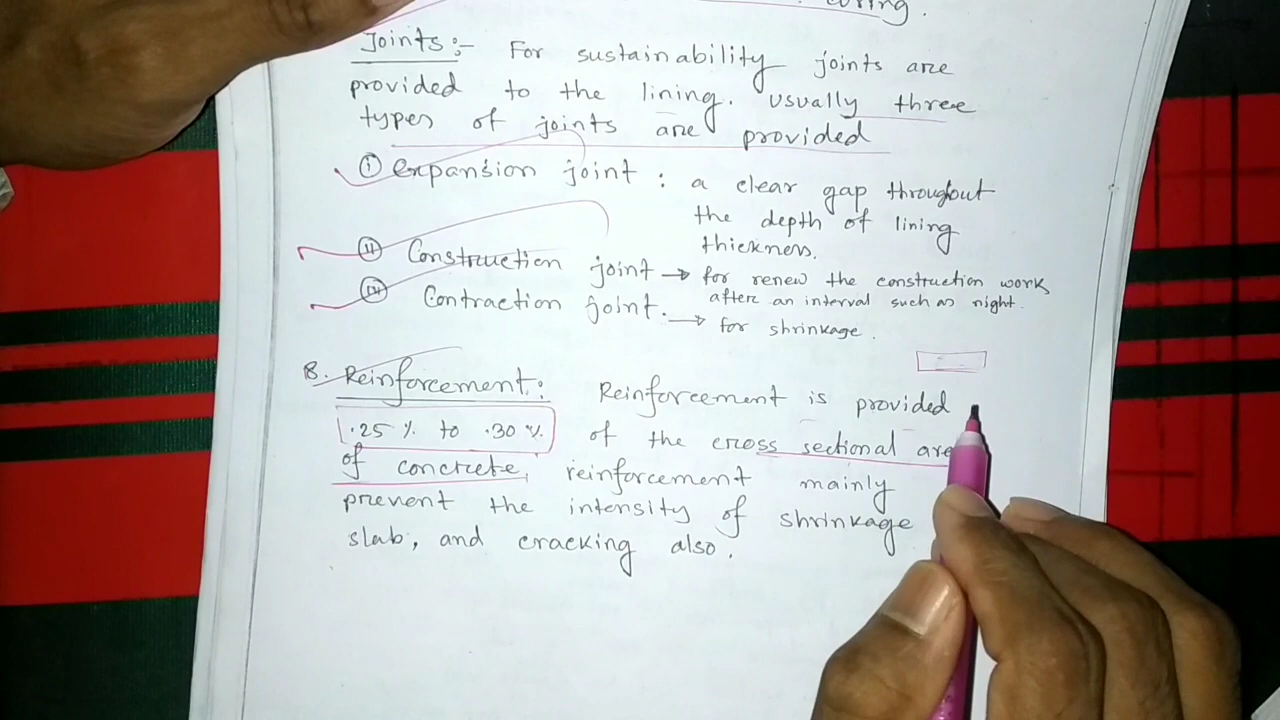 curing.
Joints:- For sustainability joints are
provided to the lining. Usually three
types of joints are provided
(i) expansion joint : a clear gap throughout
the depth of lining
thickness.
(ii) Construction joint → for renew the construction work
after an interval such as night.
(iii) Contraction joint. → for shrinkage.
8. Reinforcement: Reinforcement is provided
.25 % to .30 % of the cross sectional are
of concrete, reinforcement mainly
prevent the intensity of shrinkage
slab, and cracking also.